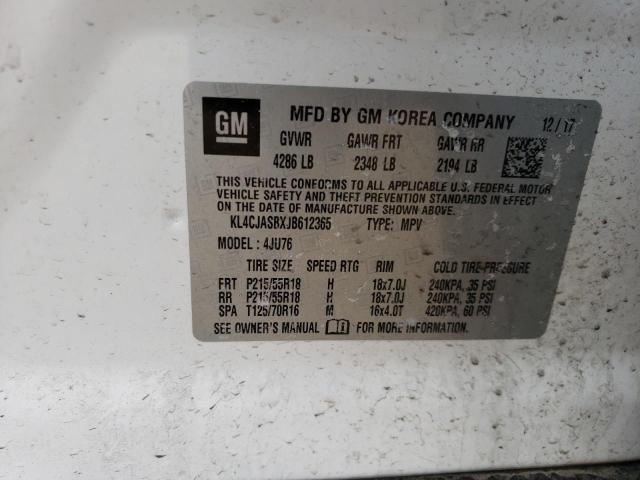 GM MFD BY GM KOREA COMPANY 12/17
GVWR GAWR FRT GAWR RR
4286 LB 2348 LB 2194 LB
THIS VEHICLE CONFORMS TO ALL APPLICABLE U.S. FEDERAL MOTOR
VEHICLE SAFETY AND THEFT PREVENTION STANDARDS IN
EFFECT ON THE DATE OF MANUFACTURE SHOWN ABOVE.
KL4CJASBXJB612365 TYPE: MPV
MODEL: 4JU76
TIRE SIZE SPEED RTG RIM COLD TIRE PRESSURE
FRT P215/55R18 H 18x7.0J 240KPA, 35 PSI
RR P215/55R18 H 18x7.0J 240KPA, 35 PSI
SPA T125/70R16 M 16x4.0T 420KPA, 60 PSI
SEE OWNER'S MANUAL FOR MORE INFORMATION.